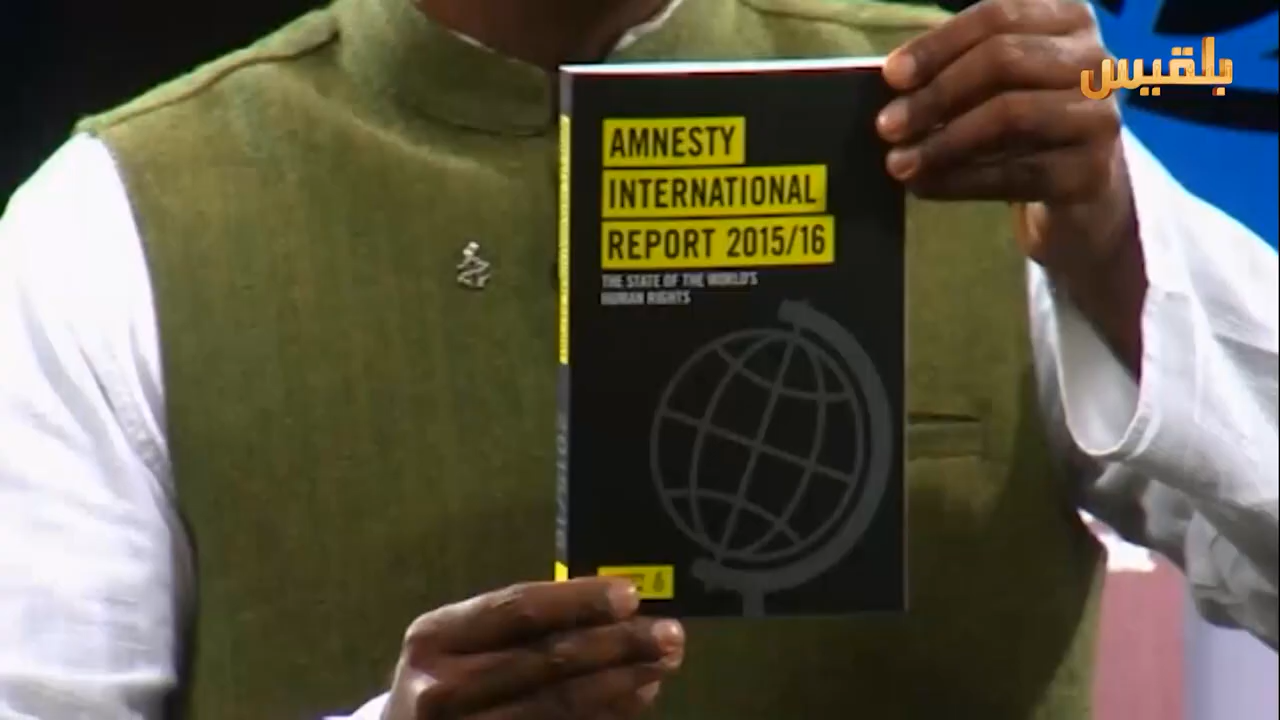 بلقيس
AMNESTY
INTERNATIONAL
REPORT 2015/16
THE STATE OF THE WORLD'S
HUMAN RIGHTS